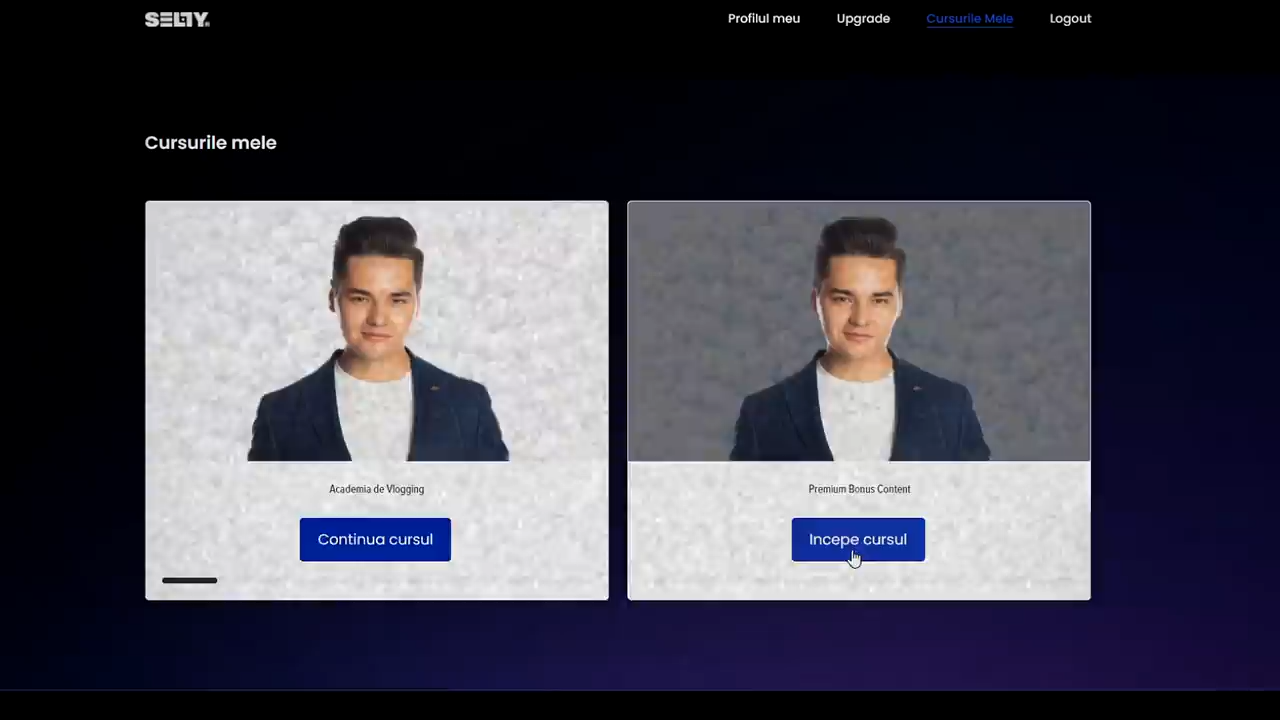 SELLY
Profilul meu
Upgrade
Cursurile Mele
Logout
Cursurile mele
Academia de Vlogging
Premium Bonus Content
Continua cursul
Incepe cursul